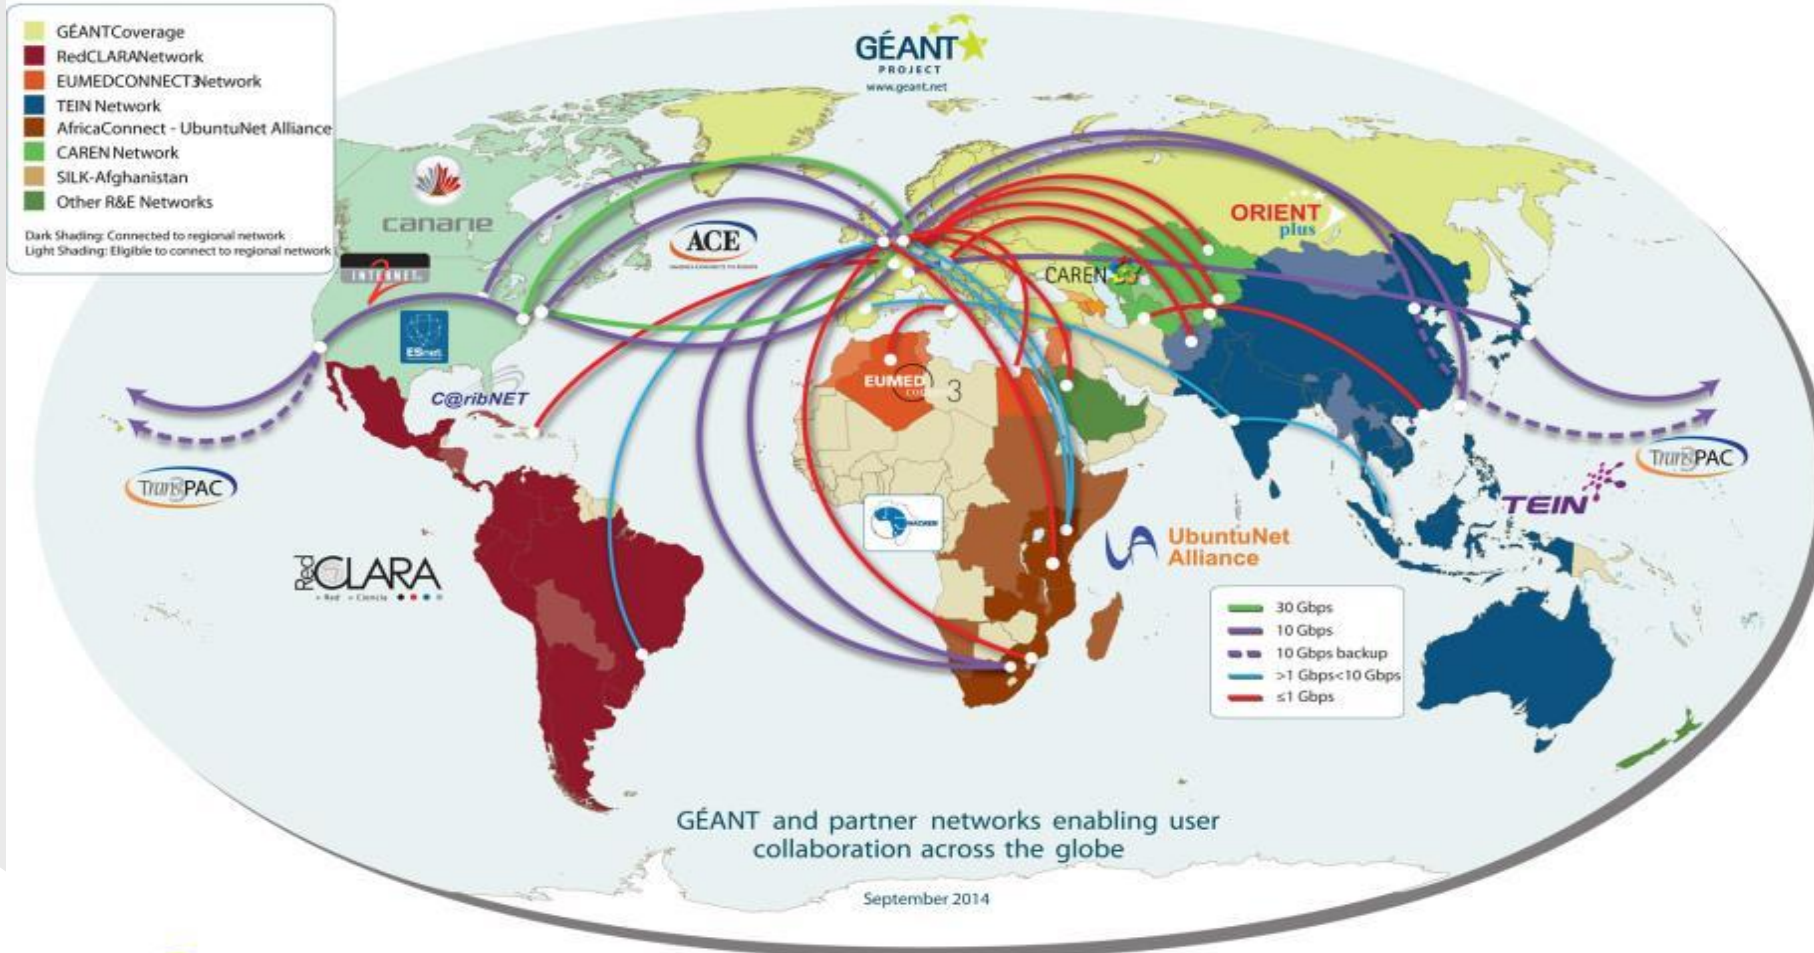 GÉANTCoverage
RedCLARANetwork
EUMEDCONNECT3Network
TEIN Network
AfricaConnect - UbuntuNet Alliance
CAREN Network
SILK-Afghanistan
Other R&E Networks
Dark Shading: Connected to regional network
Light Shading: Eligible to connect to regional network
GÉANT
PROJECT
www.geant.net
canarie
INTERNET
2
ESnet
ACE
C@ribNET
TransPAC
RedCLARA
EUMED
3
CAREN
ORIENT
plus
UbuntuNet
Alliance
TEIN
TransPAC
30 Gbps
10 Gbps
10 Gbps backup
>1 Gbps<10 Gbps
≤1 Gbps
GÉANT and partner networks enabling user
collaboration across the globe
September 2014